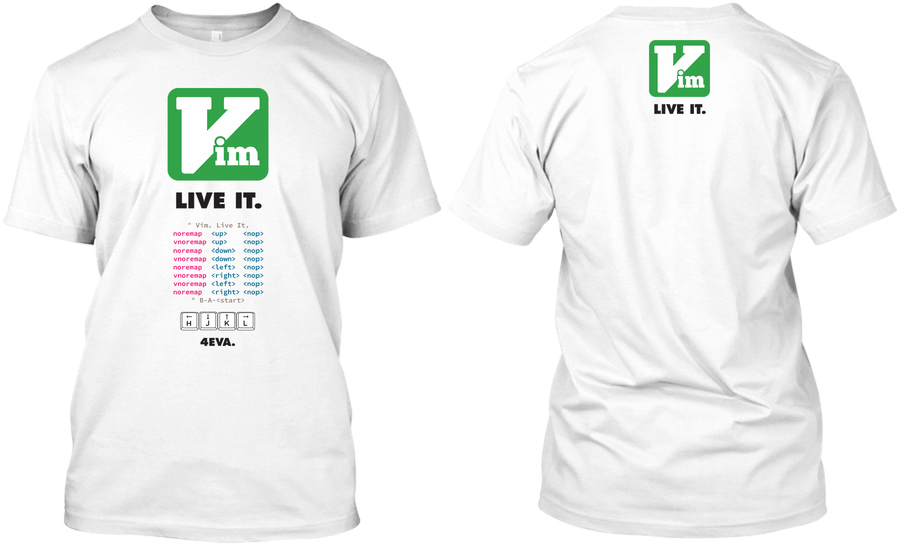 Vim
LIVE IT.
" Vim. Live It.
noremap <up> <nop>
vnoremap <up> <nop>
noremap <down> <nop>
vnoremap <down> <nop>
noremap <left> <nop>
vnoremap <right> <nop>
vnoremap <left> <nop>
noremap <right> <nop>
" B-A-<start>
← ↓ ↑ →
H J K L
4EVA.
Vim
LIVE IT.